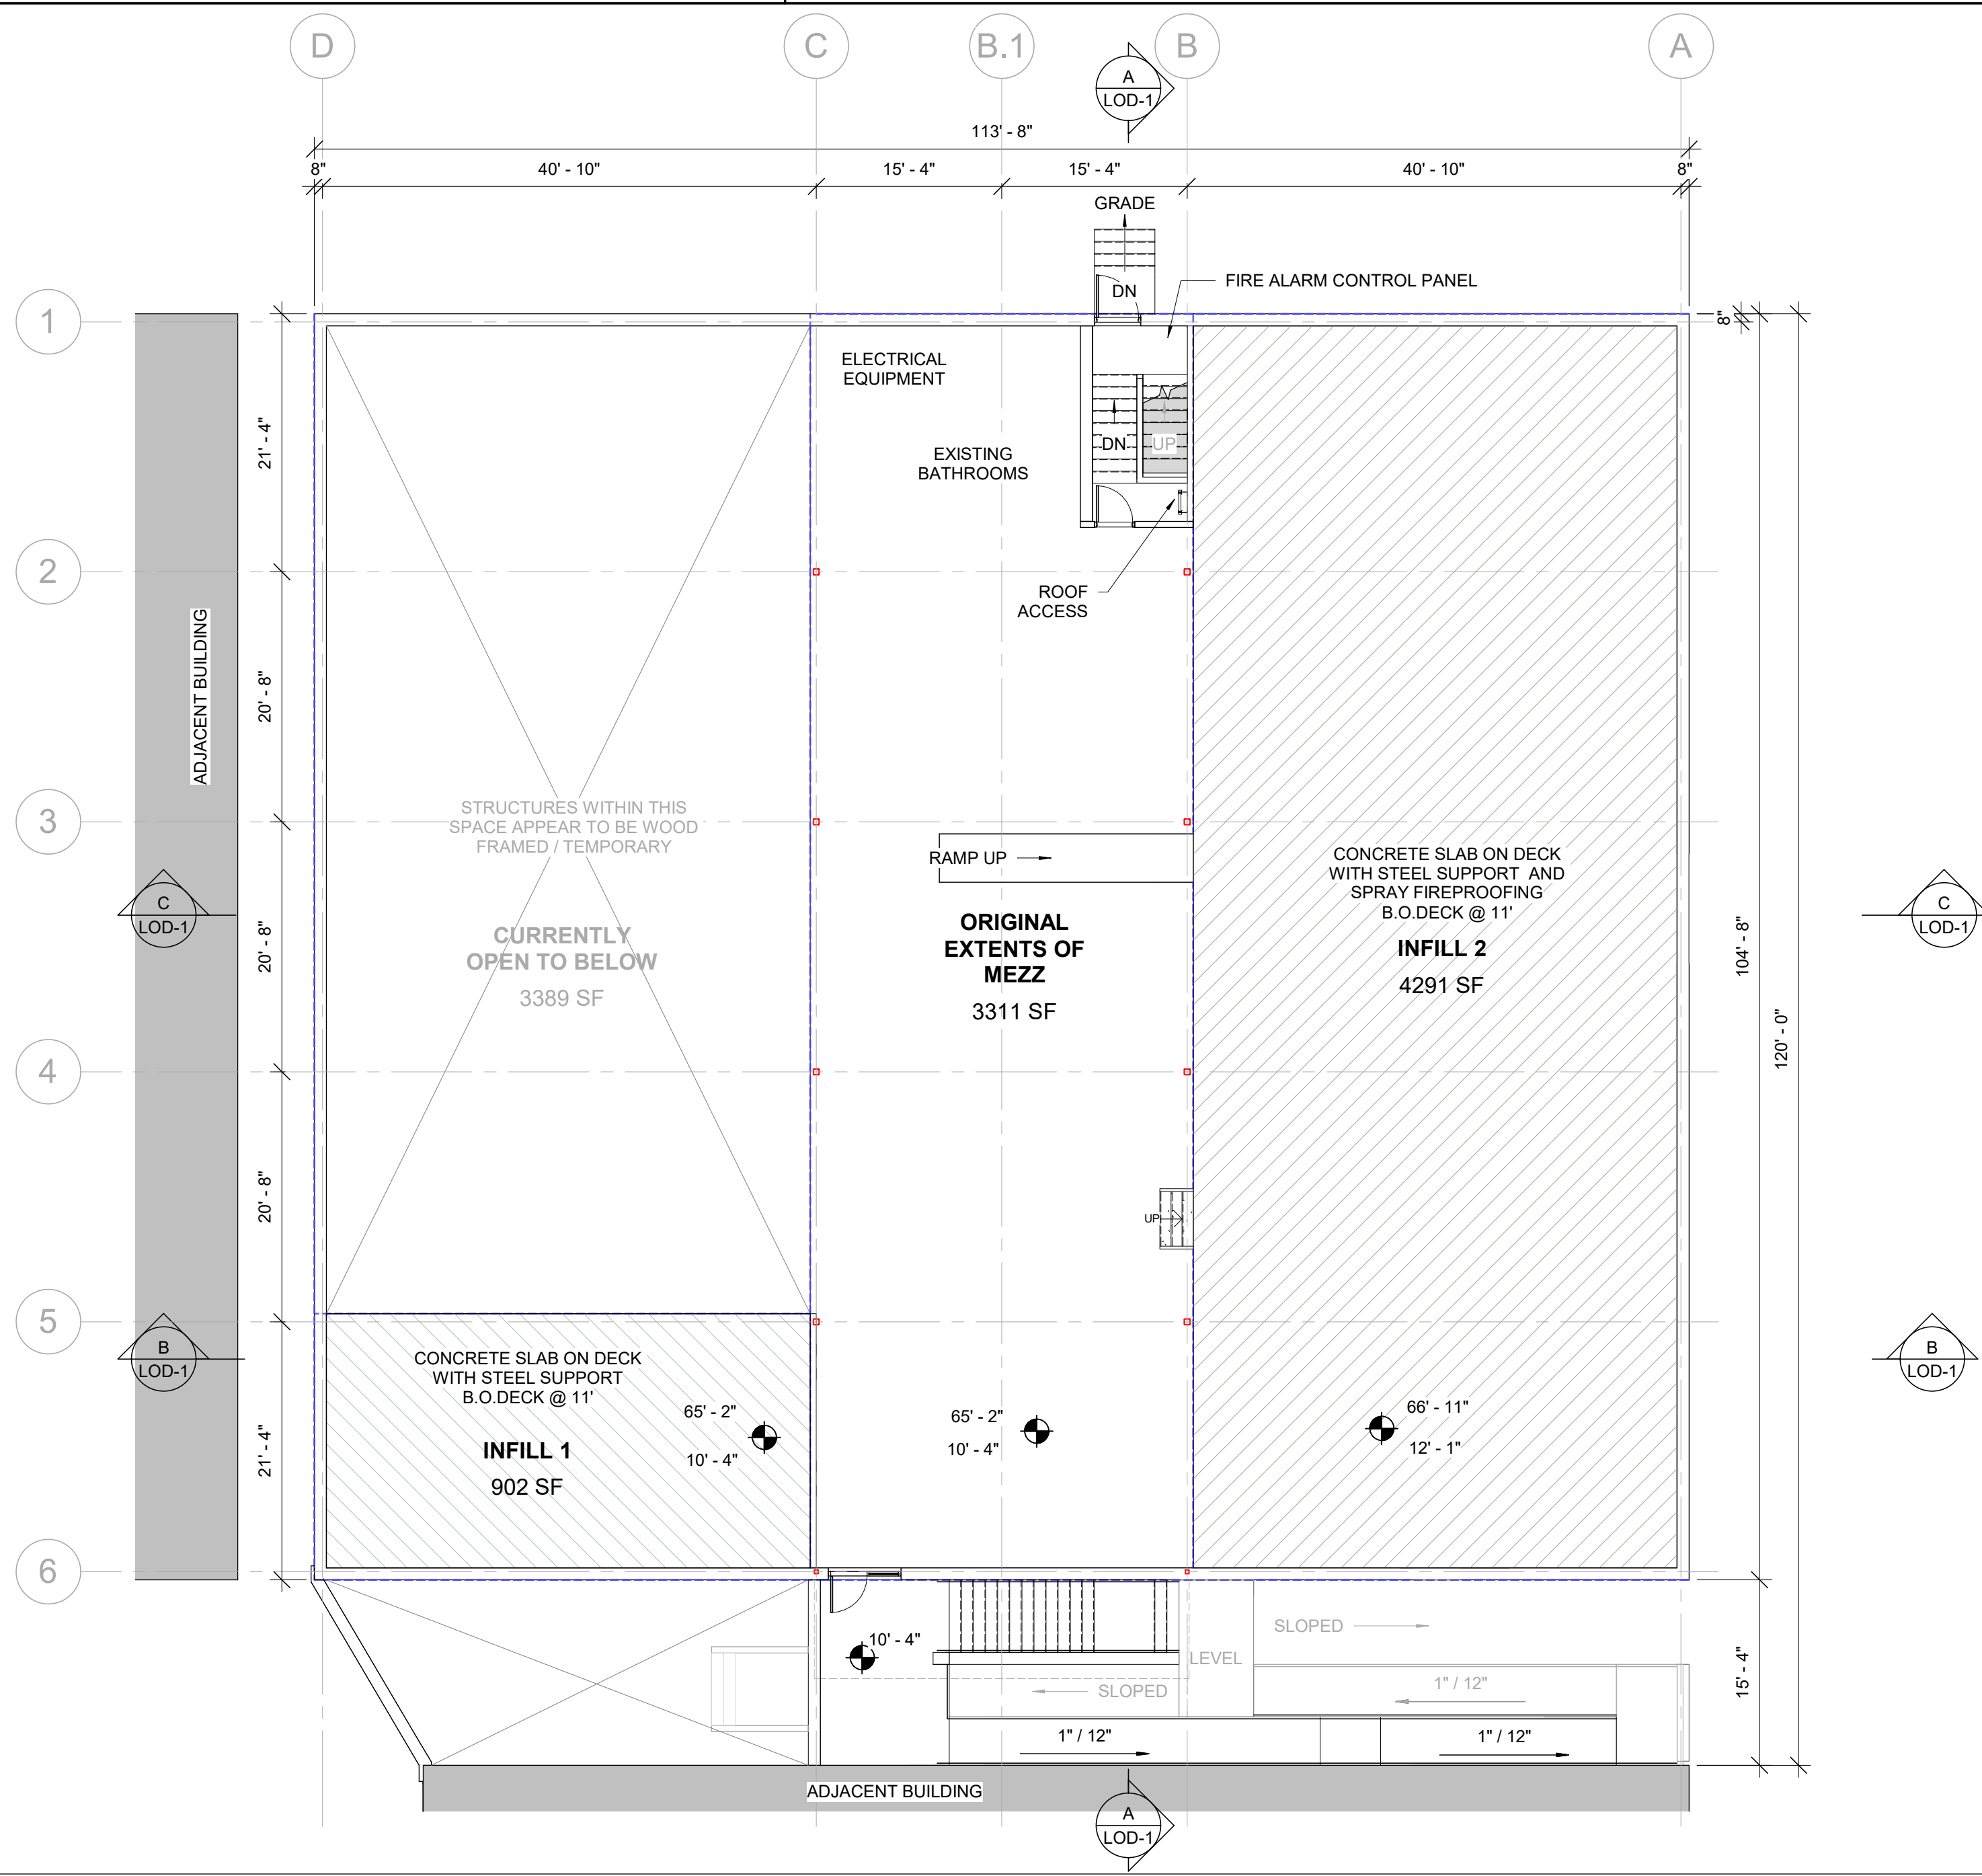 D
C
B.1
B
A
A
LOD-1
113' - 8"
8"
40' - 10"
15' - 4"
15' - 4"
40' - 10"
8"
GRADE
DN
FIRE ALARM CONTROL PANEL
1
8"
ELECTRICAL
EQUIPMENT
21' - 4"
DN
UP
EXISTING
BATHROOMS
2
ROOF
ACCESS
ADJACENT BUILDING
20' - 8"
3
STRUCTURES WITHIN THIS
SPACE APPEAR TO BE WOOD
FRAMED / TEMPORARY
RAMP UP
CONCRETE SLAB ON DECK
WITH STEEL SUPPORT AND
SPRAY FIREPROOFING
B.O.DECK @ 11'
INFILL 2
4291 SF
C
LOD-1
20' - 8"
CURRENTLY
OPEN TO BELOW
3389 SF
ORIGINAL
EXTENTS OF
MEZZ
3311 SF
104' - 8"
C
LOD-1
120' - 0"
4
20' - 8"
UP
5
B
LOD-1
CONCRETE SLAB ON DECK
WITH STEEL SUPPORT
B.O.DECK @ 11'
INFILL 1
902 SF
65' - 2"
10' - 4"
65' - 2"
10' - 4"
66' - 11"
12' - 1"
B
LOD-1
21' - 4"
6
10' - 4"
SLOPED
LEVEL
SLOPED
1" / 12"
15' - 4"
1" / 12"
1" / 12"
ADJACENT BUILDING
A
LOD-1